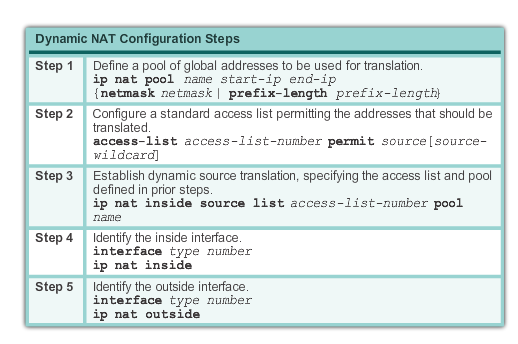 Dynamic NAT Configuration Steps
Step 1
Define a pool of global addresses to be used for translation.
ip nat pool name start-ip end-ip
{netmask netmask | prefix-length prefix-length}
Step 2
Configure a standard access list permitting the addresses that should be
translated.
access-list access-list-number permit source[source-
wildcard]
Step 3
Establish dynamic source translation, specifying the access list and pool
defined in prior steps.
ip nat inside source list access-list-number pool
name
Step 4
Identify the inside interface.
interface type number
ip nat inside
Step 5
Identify the outside interface.
interface type number
ip nat outside